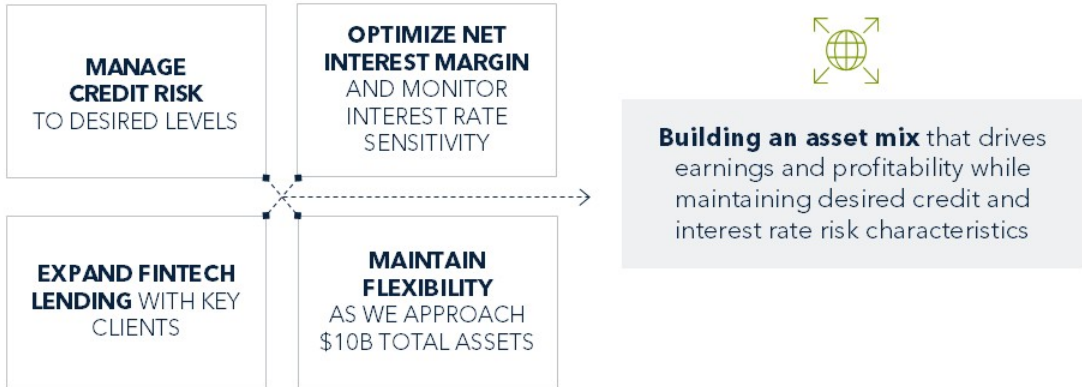 MANAGE
CREDIT RISK
TO DESIRED LEVELS
OPTIMIZE NET
INTEREST MARGIN
AND MONITOR
INTEREST RATE
SENSITIVITY
EXPAND FINTECH
LENDING WITH KEY
CLIENTS
MAINTAIN
FLEXIBILITY
AS WE APPROACH
$10B TOTAL ASSETS
Building an asset mix that drives
earnings and profitability while
maintaining desired credit and
interest rate risk characteristics